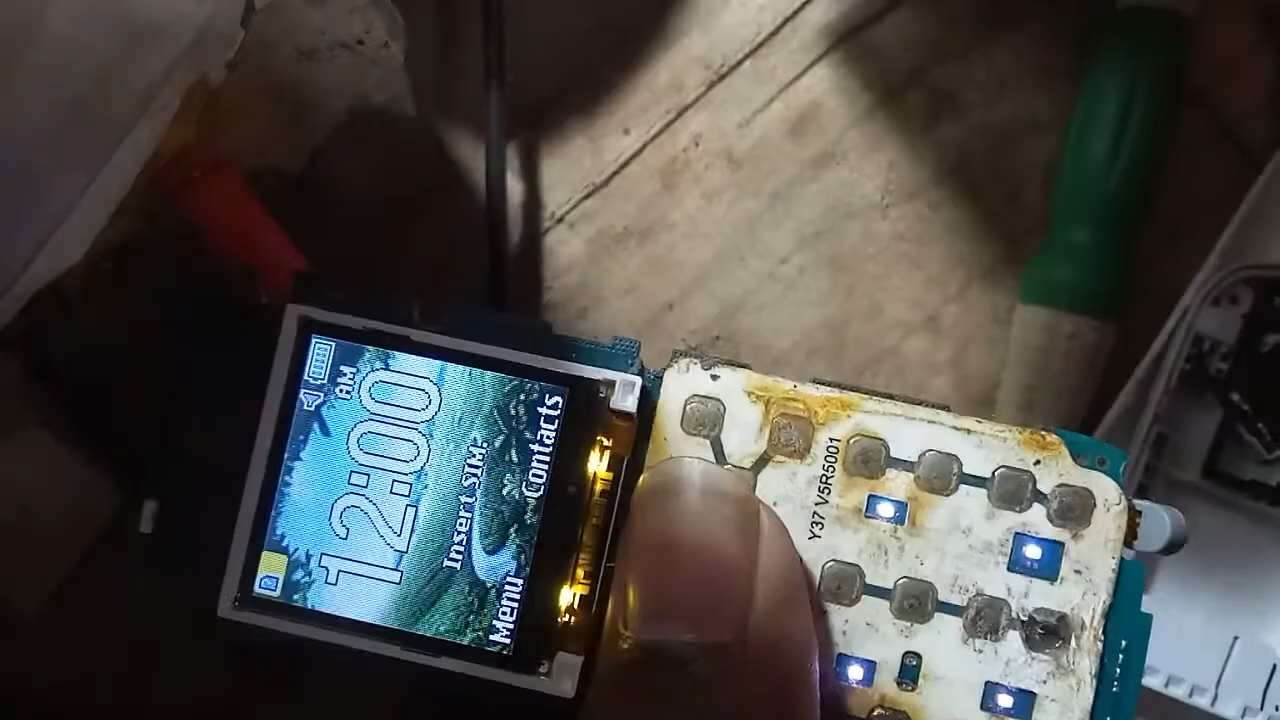 AM
12:00
Insert SIM.
Menu
Contacts
Y37 V5R5001